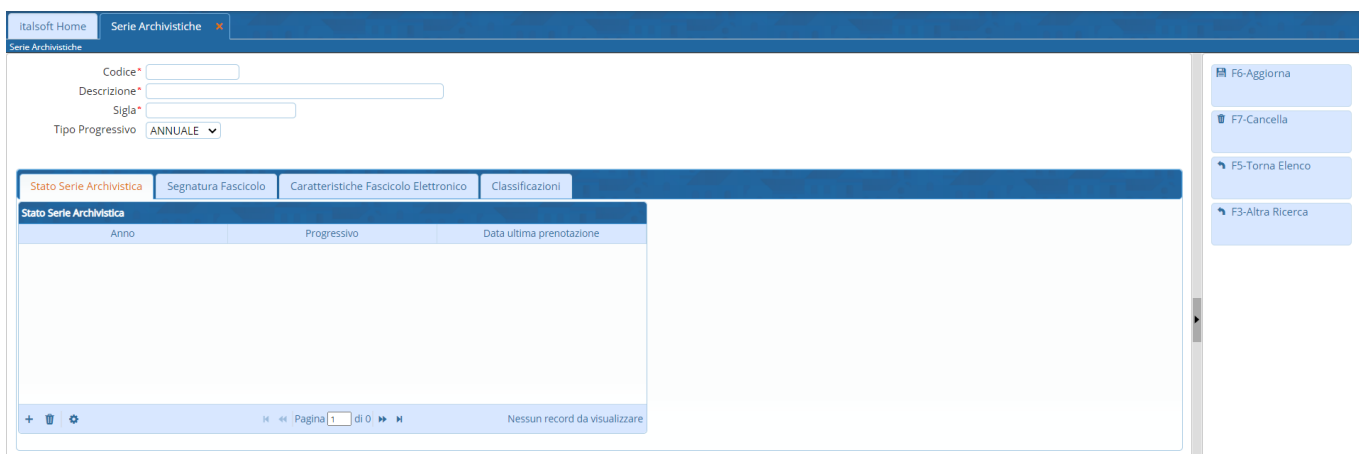 italsoft Home
Serie Archivistiche ×
Serie Archivistiche
Codice*
Descrizione*
Sigla*
Tipo Progressivo ANNUALE
F6-Aggiorna
F7-Cancella
F5-Torna Elenco
F3-Altra Ricerca
Stato Serie Archivistica
Segnatura Fascicolo
Caratteristiche Fascicolo Elettronico
Classificazioni
Stato Serie Archivistica
Anno
Progressivo
Data ultima prenotazione
Pagina 1 di 0
Nessun record da visualizzare